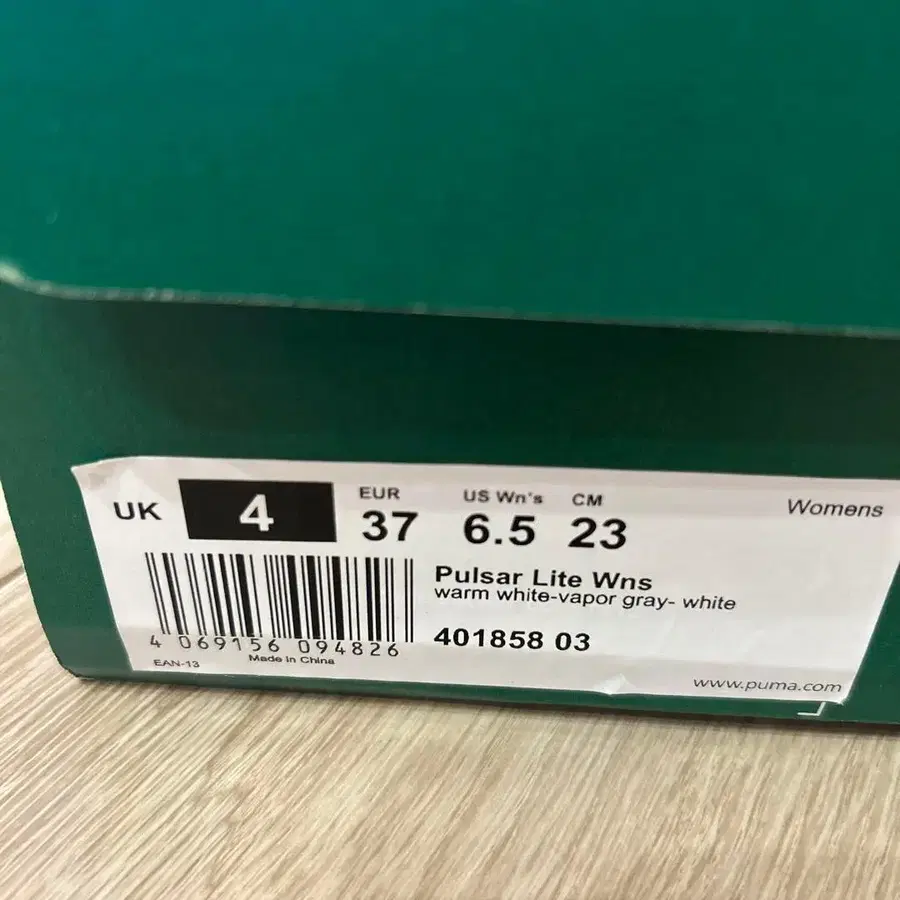 UK 4 EUR 37 US Wn's 6.5 CM 23 Womens
Pulsar Lite Wns
warm white-vapor gray- white
401858 03
4 069156 094826
EAN-13 Made in China
www.puma.com